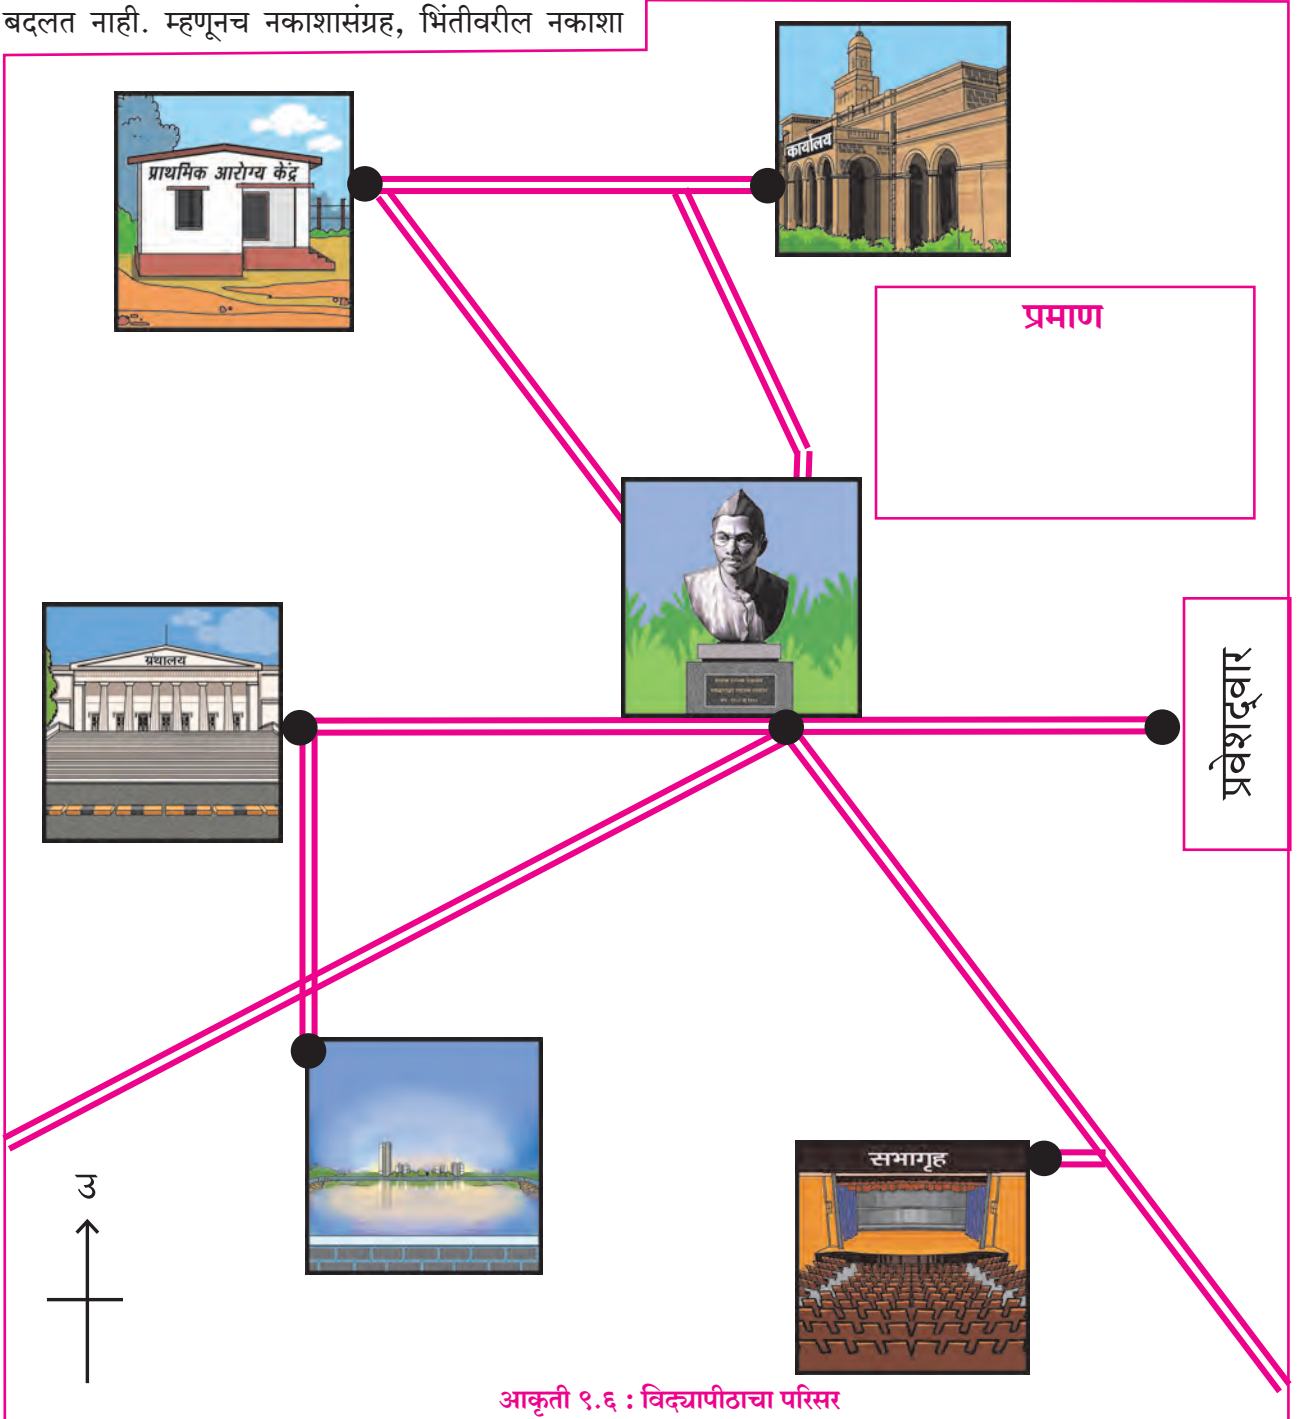 बदलत नाही. म्हणूनच नकाशासंग्रह, भिंतीवरील नकाशा
प्राथमिक आरोग्य केंद्र
कार्यालय
प्रमाण
ग्रंथालय
प्रवेशद्वार
उ
सभागृह
आकृती ९.६ : विद्यापीठाचा परिसर